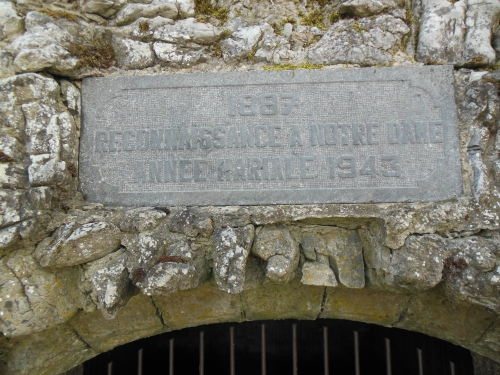 1887
RECONNAISSANCE A NOTRE DAME
ANNEE MARIALE 1943